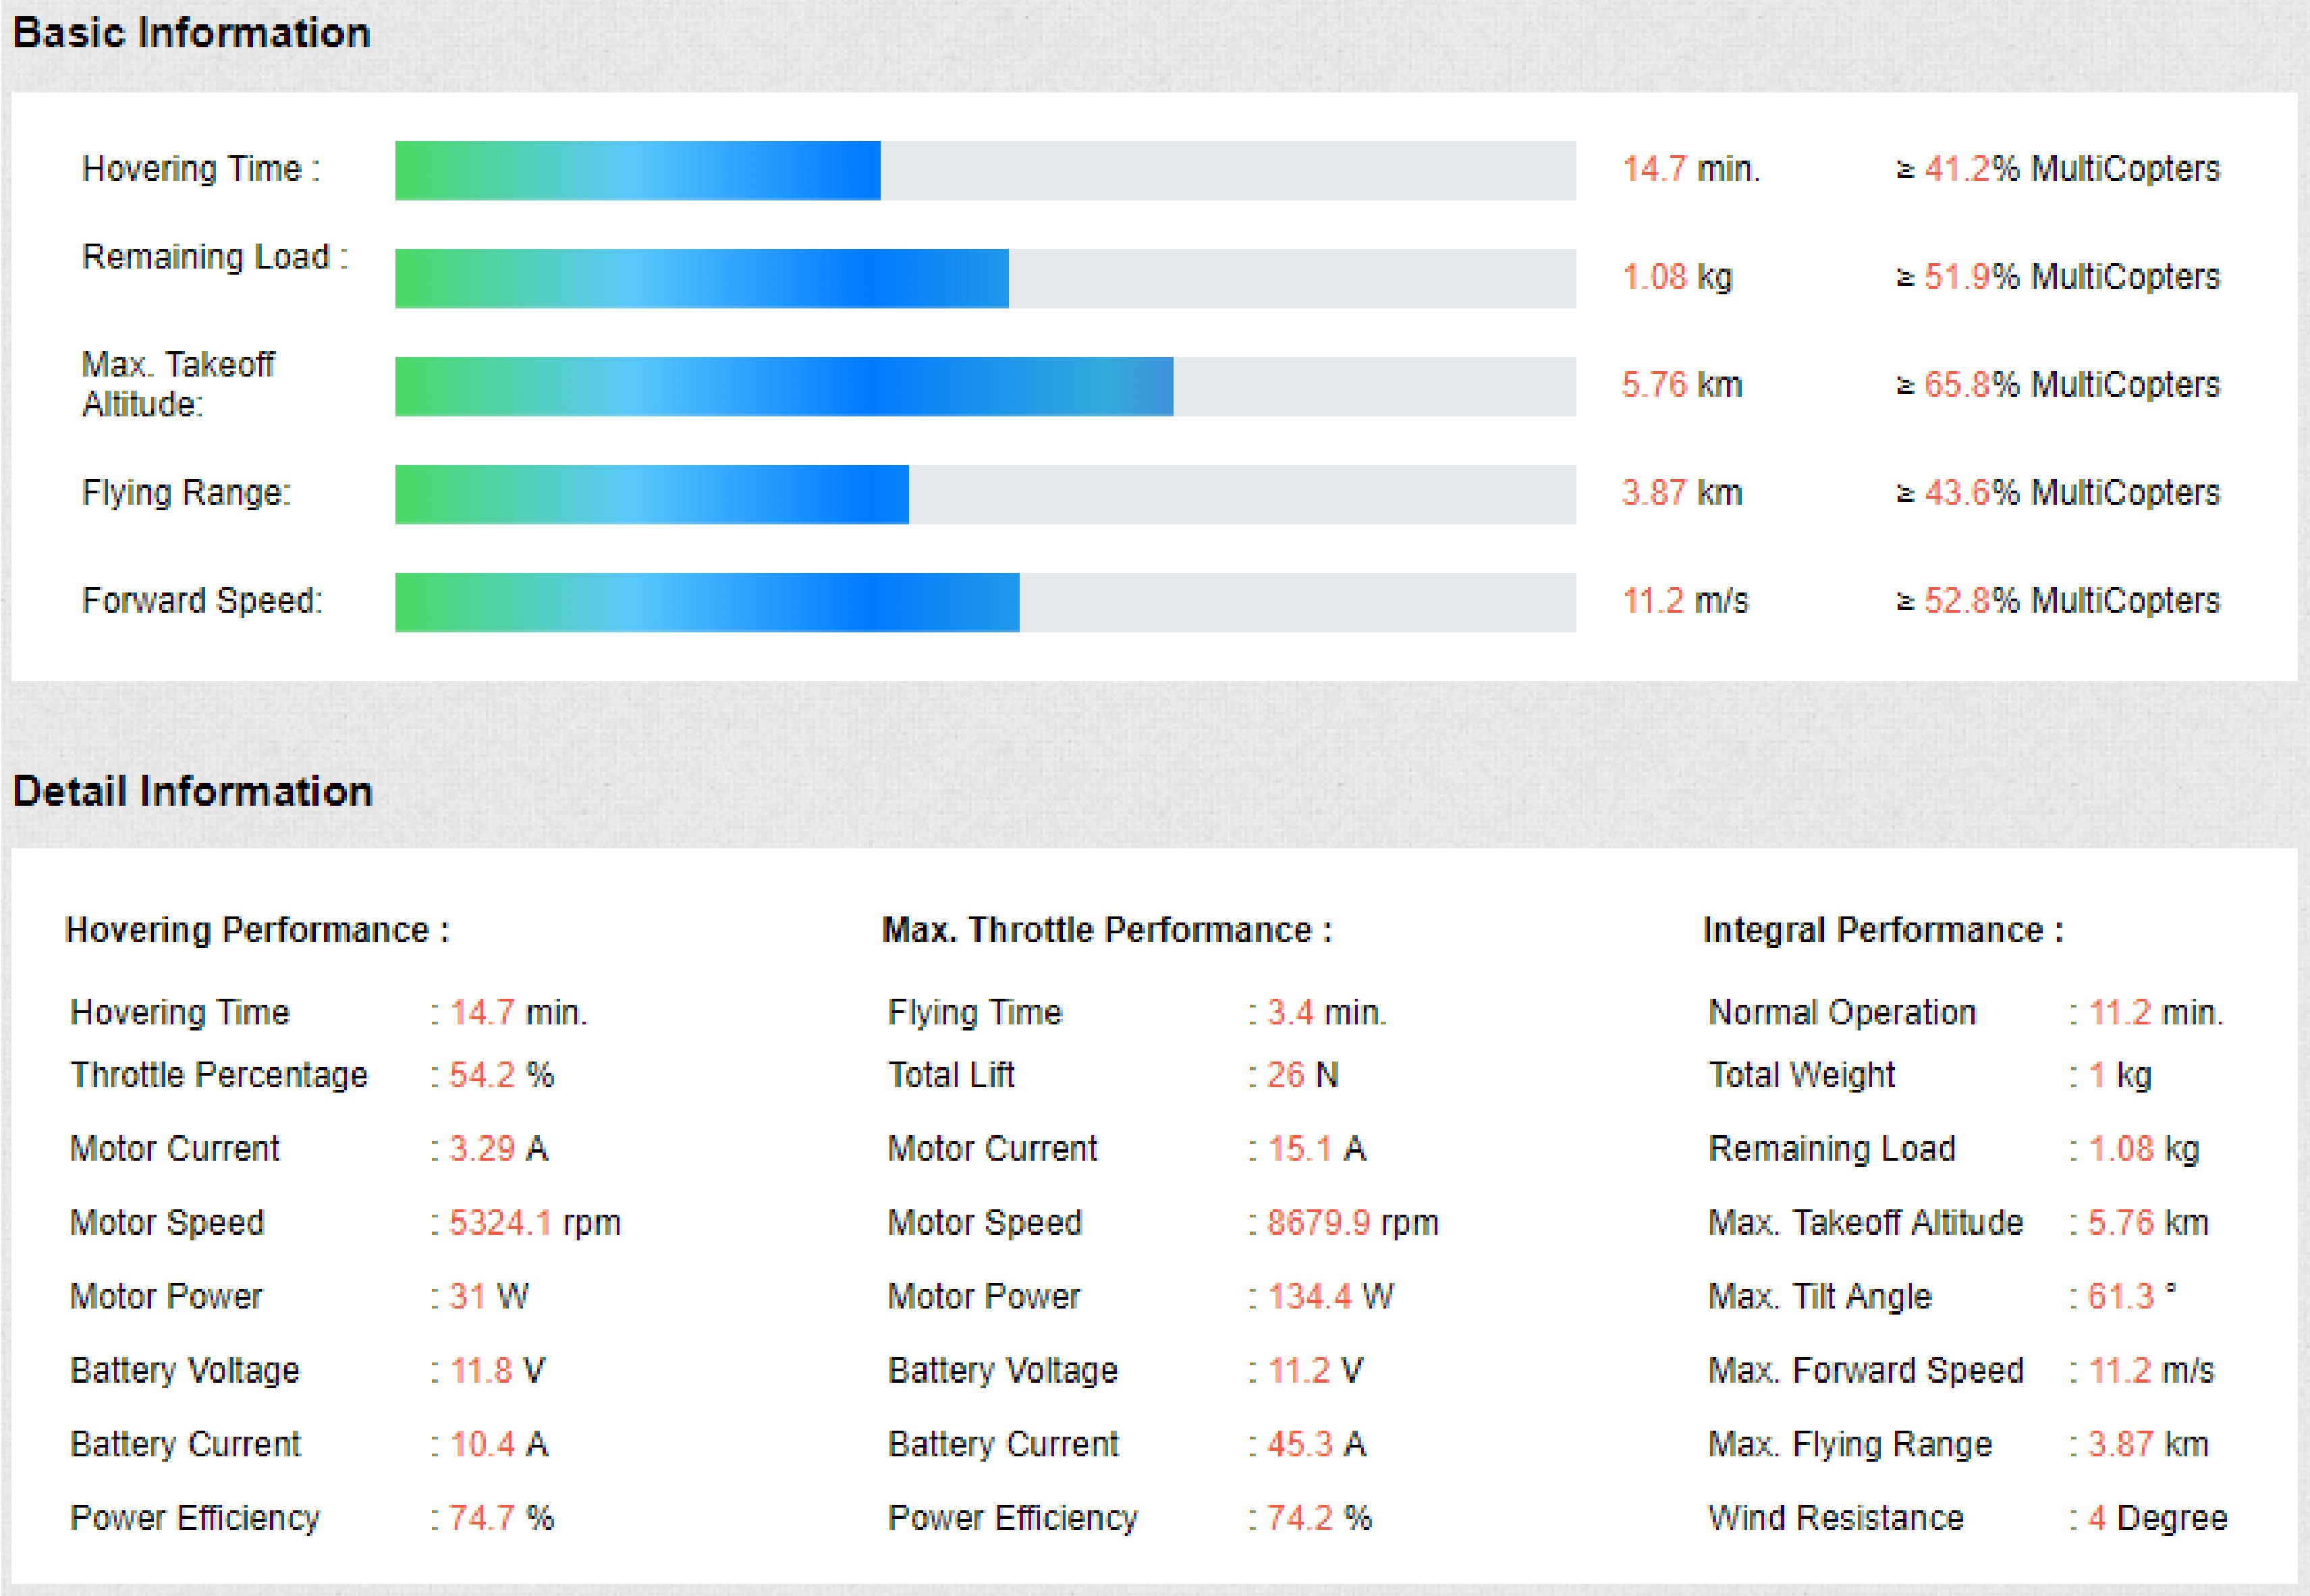 Basic Information
Hovering Time : 14.7 min. ≥ 41.2% MultiCopters
Remaining Load : 1.08 kg ≥ 51.9% MultiCopters
Max. Takeoff
Altitude: 5.76 km ≥ 65.8% MultiCopters
Flying Range: 3.87 km ≥ 43.6% MultiCopters
Forward Speed: 11.2 m/s ≥ 52.8% MultiCopters
Detail Information
Hovering Performance : Max. Throttle Performance : Integral Performance :
Hovering Time : 14.7 min. Flying Time : 3.4 min. Normal Operation : 11.2 min.
Throttle Percentage : 54.2 % Total Lift : 26 N Total Weight : 1 kg
Motor Current : 3.29 A Motor Current : 15.1 A Remaining Load : 1.08 kg
Motor Speed : 5324.1 rpm Motor Speed : 8679.9 rpm Max. Takeoff Altitude : 5.76 km
Motor Power : 31 W Motor Power : 134.4 W Max. Tilt Angle : 61.3 °
Battery Voltage : 11.8 V Battery Voltage : 11.2 V Max. Forward Speed : 11.2 m/s
Battery Current : 10.4 A Battery Current : 45.3 A Max. Flying Range : 3.87 km
Power Efficiency : 74.7 % Power Efficiency : 74.2 % Wind Resistance : 4 Degree